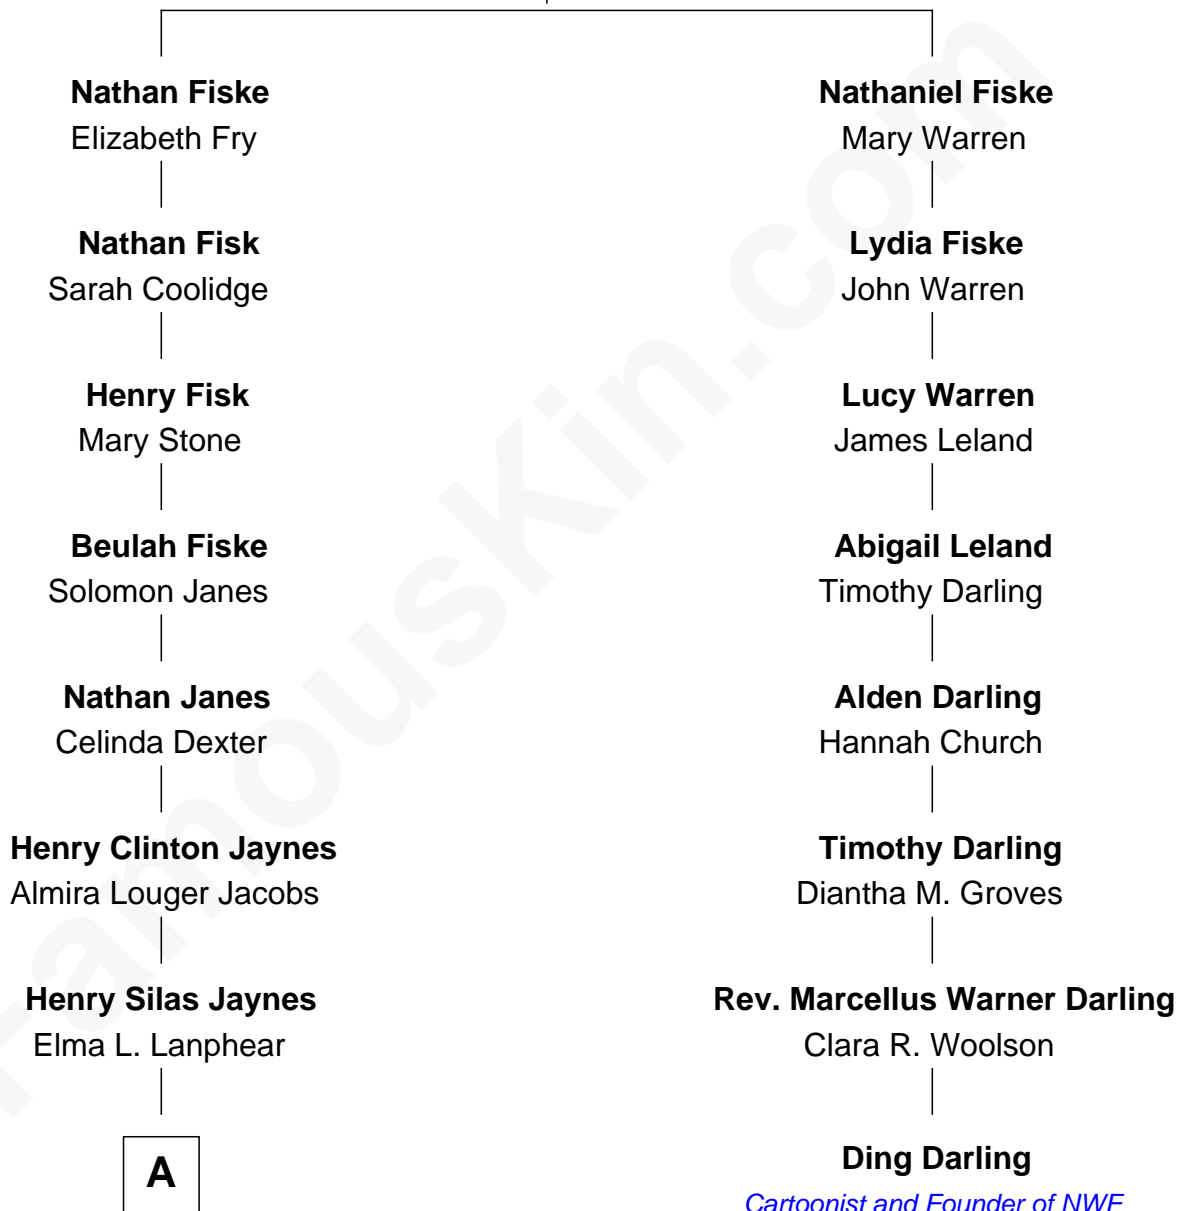 Nathan Fiske
Elizabeth Fry
Nathan Fisk
Sarah Coolidge
Henry Fisk
Mary Stone
Beulah Fiske
Solomon Janes
Nathan Janes
Celinda Dexter
Henry Clinton Jaynes
Almira Louger Jacobs
Henry Silas Jaynes
Elma L. Lanphear
A
Nathaniel Fiske
Mary Warren
Lydia Fiske
John Warren
Lucy Warren
James Leland
Abigail Leland
Timothy Darling
Alden Darling
Hannah Church
Timothy Darling
Diantha M. Groves
Rev. Marcellus Warner Darling
Clara R. Woolson
Ding Darling
Cartoonist and Founder of NWF
FamousKin.com